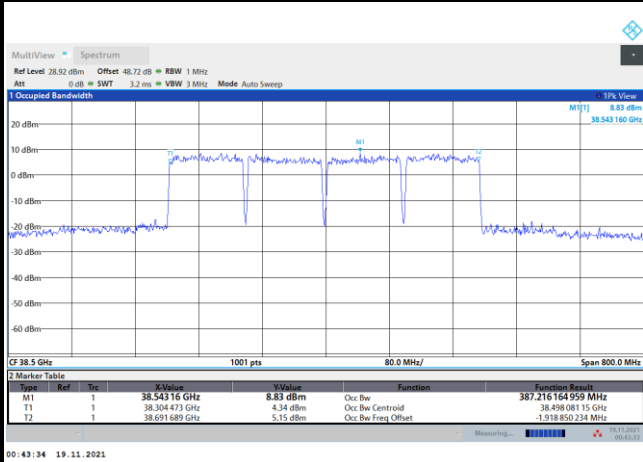 MultiView Spectrum
Ref Level 28.92 dBm Offset 48.72 dB RBW 1 MHz
Att 0 dB SWT 3.2 ms VBW 3 MHz Mode Auto Sweep
1 Occupied Bandwidth 1Pk View
M1[1] 8.83 dBm
38.543 160 GHz
20 dBm
M1
10 dBm
T1 T2
0 dBm
-10 dBm
-20 dBm
-30 dBm
-40 dBm
-50 dBm
-60 dBm
CF 38.5 GHz 1001 pts 80.0 MHz/ Span 800.0 MHz
2 Marker Table
Type Ref Trc X-Value Y-Value Function Function Result
M1 1 38.543 16 GHz 8.83 dBm Occ Bw 387.216 164 959 MHz
T1 1 38.304 473 GHz 4.34 dBm Occ Bw Centroid 38.498 081 15 GHz
T2 1 38.691 689 GHz 5.15 dBm Occ Bw Freq Offset -1.918 850 234 MHz
Measuring... 19.11.2021
00:43:33
00:43:34 19.11.2021